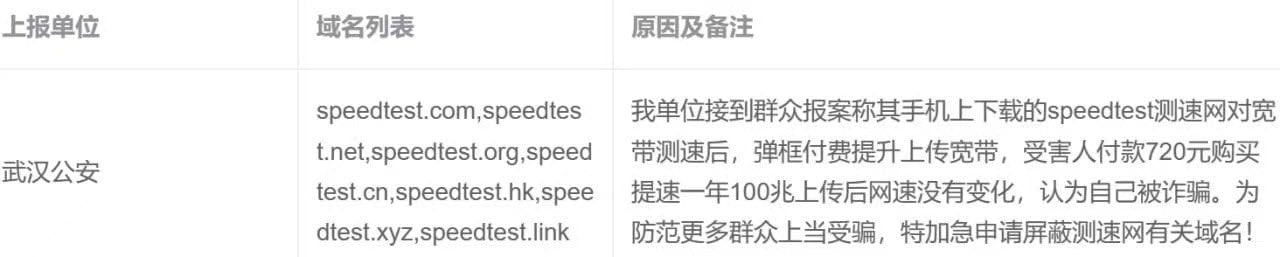 上报单位 域名列表 原因及备注
武汉公安
speedtest.com,speedtes
t.net,speedtest.org,speed
test.cn,speedtest.hk,spee
dtest.xyz,speedtest.link
我单位接到群众报案称其手机上下载的speedtest测速网对宽
带测速后，弹框付费提升上传宽带，受害人付款720元购买
提速一年100兆上传后网速没有变化，认为自己被诈骗。为
防范更多群众上当受骗，特加急申请屏蔽测速网有关域名！